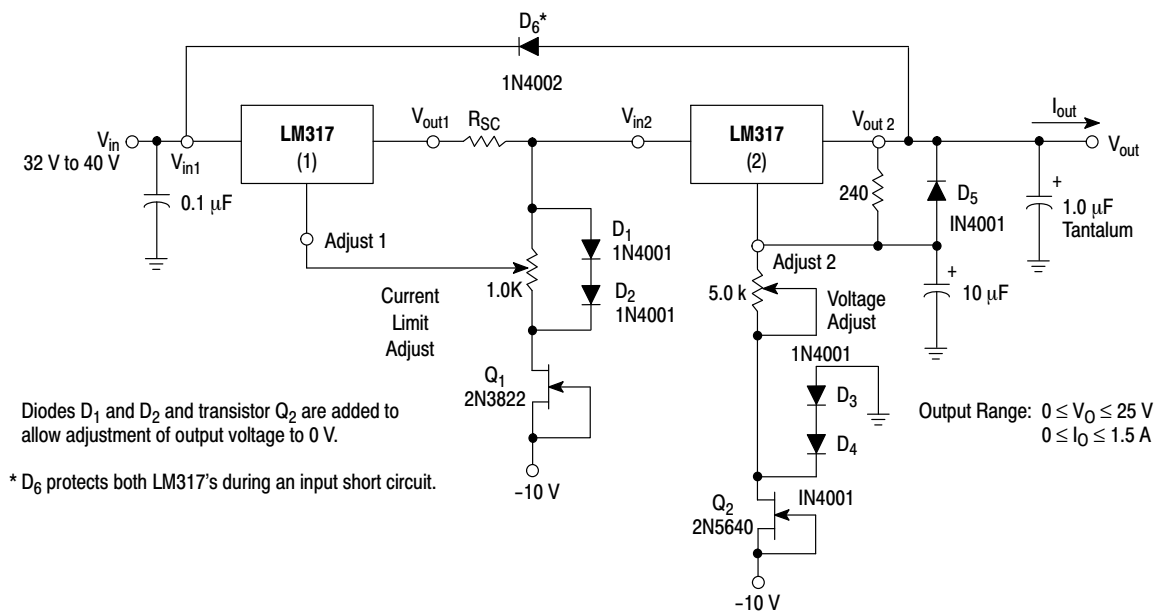 D6*
1N4002
Vin
32 V to 40 V
Vin1
0.1 μF
LM317
(1)
Vout1
RSC
Vin2
LM317
(2)
Vout 2
Iout
Vout
Adjust 1
Current
Limit
Adjust
1.0K
D1
1N4001
D2
1N4001
240
D5
IN4001
+
1.0 μF
Tantalum
Adjust 2
5.0 k
Voltage
Adjust
+
10 μF
1N4001
D3
D4
IN4001
Q1
2N3822
–10 V
Q2
2N5640
–10 V
Output Range: 0 ≤ VO ≤ 25 V
0 ≤ IO ≤ 1.5 A
Diodes D1 and D2 and transistor Q2 are added to
allow adjustment of output voltage to 0 V.
* D6 protects both LM317's during an input short circuit.